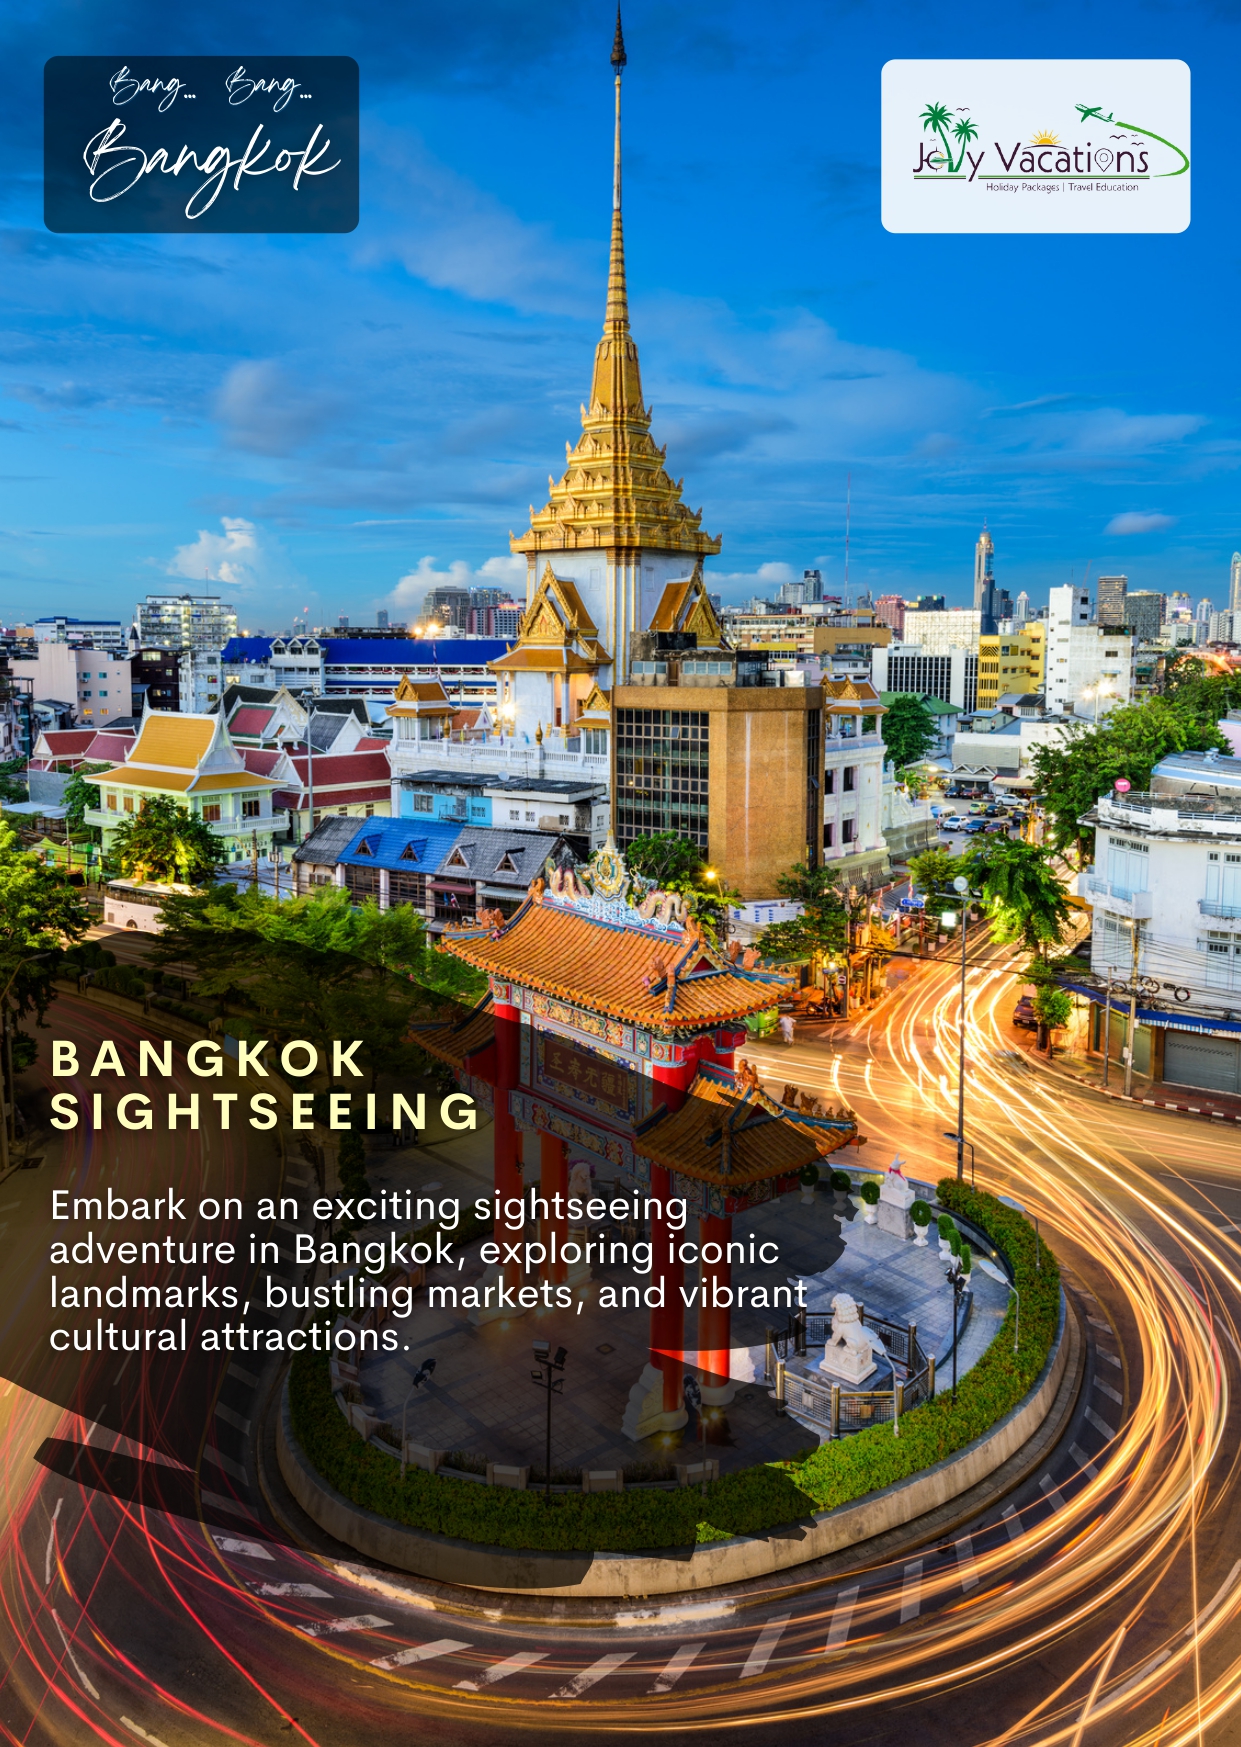 Bang... Bang...
Bangkok
Jolly Vacations
Holiday Packages | Travel Education
BANGKOK
SIGHTSEEING
Embark on an exciting sightseeing
adventure in Bangkok, exploring iconic
landmarks, bustling markets, and vibrant
cultural attractions.